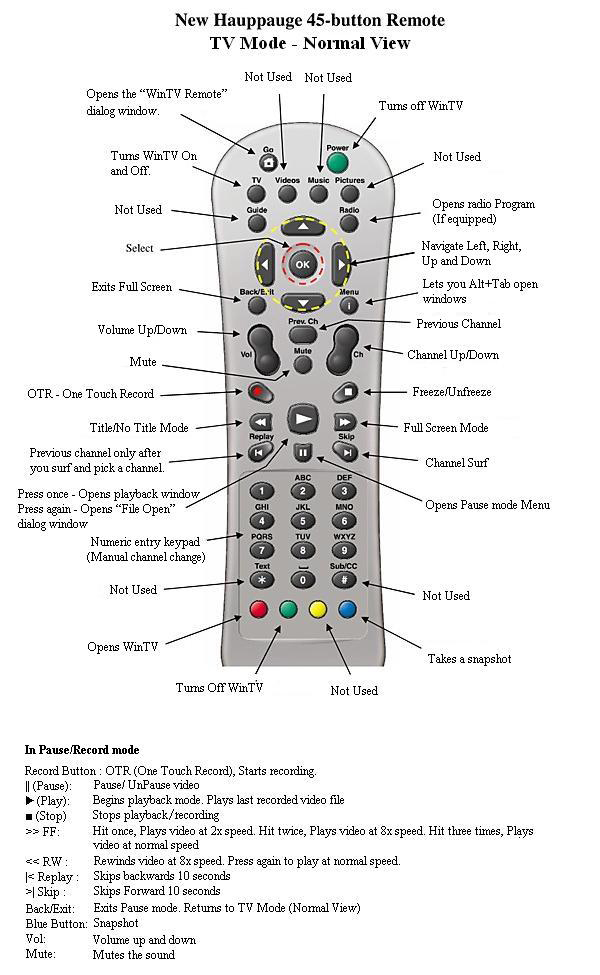 New Hauppauge 45-button Remote
TV Mode - Normal View
Not Used
Not Used
Opens the “WinTV Remote”
dialog window.
Turns off WinTV
Go
Power
Turns WinTV On
and Off.
Not Used
TV
Videos
Music
Pictures
Not Used
Guide
Radio
Opens radio Program
(If equipped)
Select
OK
Navigate Left, Right,
Up and Down
Exits Full Screen
Back/Exit
Menu
i
Lets you Alt+Tab open
windows
Volume Up/Down
Prev. Ch
Previous Channel
Vol
Mute
Ch
Channel Up/Down
Mute
OTR - One Touch Record
Freeze/Unfreeze
Title/No Title Mode
Full Screen Mode
Replay
Skip
Previous channel only after
you surf and pick a channel.
Channel Surf
Press once - Opens playback window
Press again - Opens “File Open”
dialog window
Opens Pause mode Menu
ABC
DEF
1
2
3
GHI
JKL
MNO
4
5
6
PQRS
TUV
WXYZ
7
8
9
Numeric entry keypad
(Manual channel change)
Text
Sub/CC
*
0
#
Not Used
Not Used
Opens WinTV
Takes a snapshot
Turns Off WinTV
Not Used
In Pause/Record mode
Record Button : OTR (One Touch Record), Starts recording.
|| (Pause): Pause/ UnPause video
▶ (Play): Begins playback mode. Plays last recorded video file
■ (Stop) Stops playback/recording
>> FF: Hit once, Plays video at 2x speed. Hit twice, Plays video at 8x speed. Hit three times, Plays
video at normal speed
<< RW : Rewinds video at 8x speed. Press again to play at normal speed.
|< Replay : Skips backwards 10 seconds
>| Skip : Skips Forward 10 seconds
Back/Exit: Exits Pause mode. Returns to TV Mode (Normal View)
Blue Button: Snapshot
Vol: Volume up and down
Mute: Mutes the sound